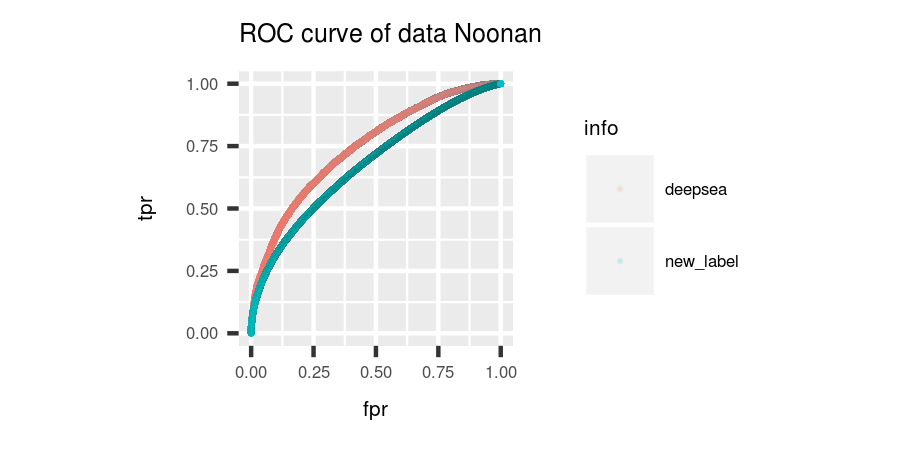 ROC curve of data Noonan
1.00
0.75
0.50
0.25
0.00
tpr
0.00 0.25 0.50 0.75 1.00
fpr
info
deepsea
new_label